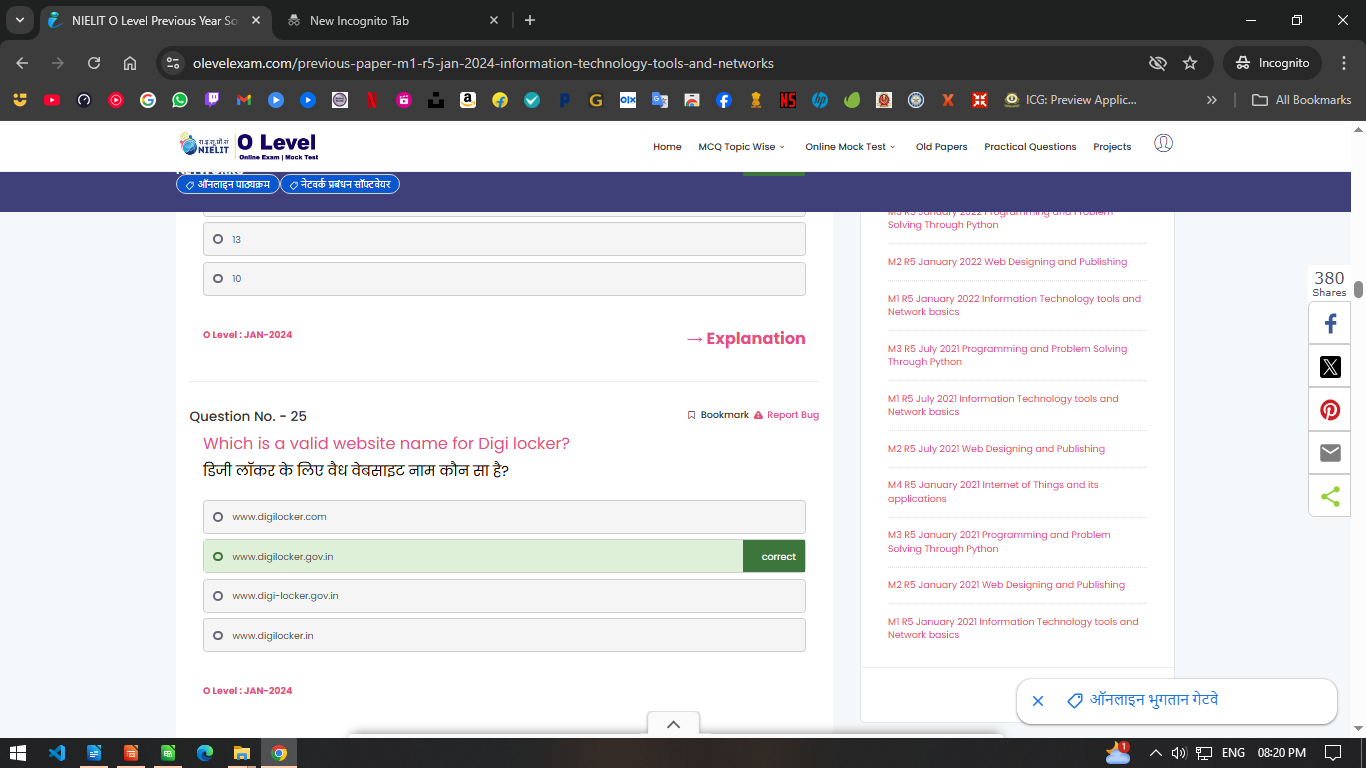 NIELIT O Level Previous Year So
New Incognito Tab
olevelexam.com/previous-paper-m1-r5-jan-2024-information-technology-tools-and-networks
Incognito
ICG: Preview Applic...
All Bookmarks
रा.इ.सू.प्रौ.सं
NIELIT
O Level
Online Exam | Mock Test
Home
MCQ Topic Wise
Online Mock Test
Old Papers
Practical Questions
Projects
ऑनलाइन पाठ्यक्रम
नेटवर्क प्रबंधन सॉफ्टवेयर
13
10
O Level : JAN-2024
→ Explanation
Question No. - 25
Bookmark
Report Bug
Which is a valid website name for Digi locker?
डिजी लॉकर के लिए वैध वेबसाइट नाम कौन सा है?
www.digilocker.com
www.digilocker.gov.in
correct
www.digi-locker.gov.in
www.digilocker.in
O Level : JAN-2024
M3 R5 January 2022 Programming and Problem
Solving Through Python
M2 R5 January 2022 Web Designing and Publishing
M1 R5 January 2022 Information Technology tools and
Network basics
M3 R5 July 2021 Programming and Problem Solving
Through Python
M1 R5 July 2021 Information Technology tools and
Network basics
M2 R5 July 2021 Web Designing and Publishing
M4 R5 January 2021 Internet of Things and its
applications
M3 R5 January 2021 Programming and Problem
Solving Through Python
M2 R5 January 2021 Web Designing and Publishing
M1 R5 January 2021 Information Technology tools and
Network basics
380
Shares
ऑनलाइन भुगतान गेटवे
1
ENG
08:20 PM